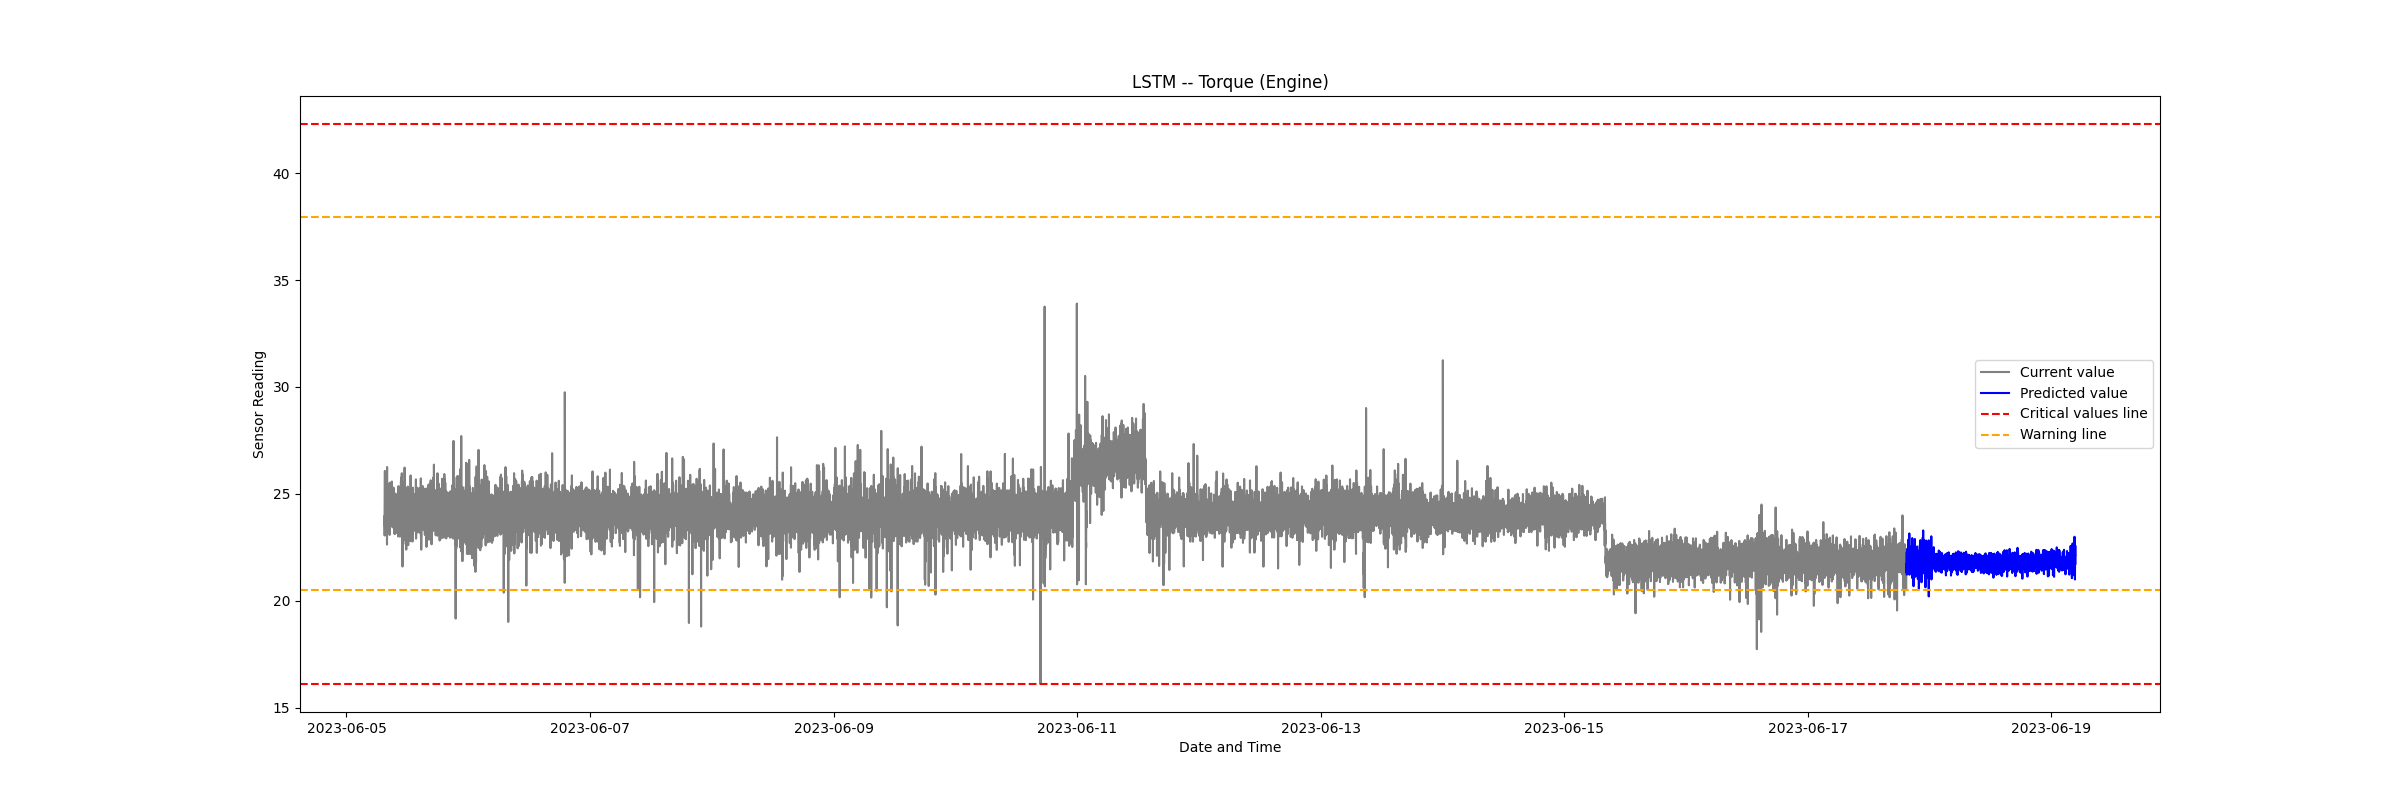 LSTM -- Torque (Engine)
Sensor Reading
40
35
30
25
20
15
Current value
Predicted value
Critical values line
Warning line
2023-06-05 2023-06-07 2023-06-09 2023-06-11 2023-06-13 2023-06-15 2023-06-17 2023-06-19
Date and Time